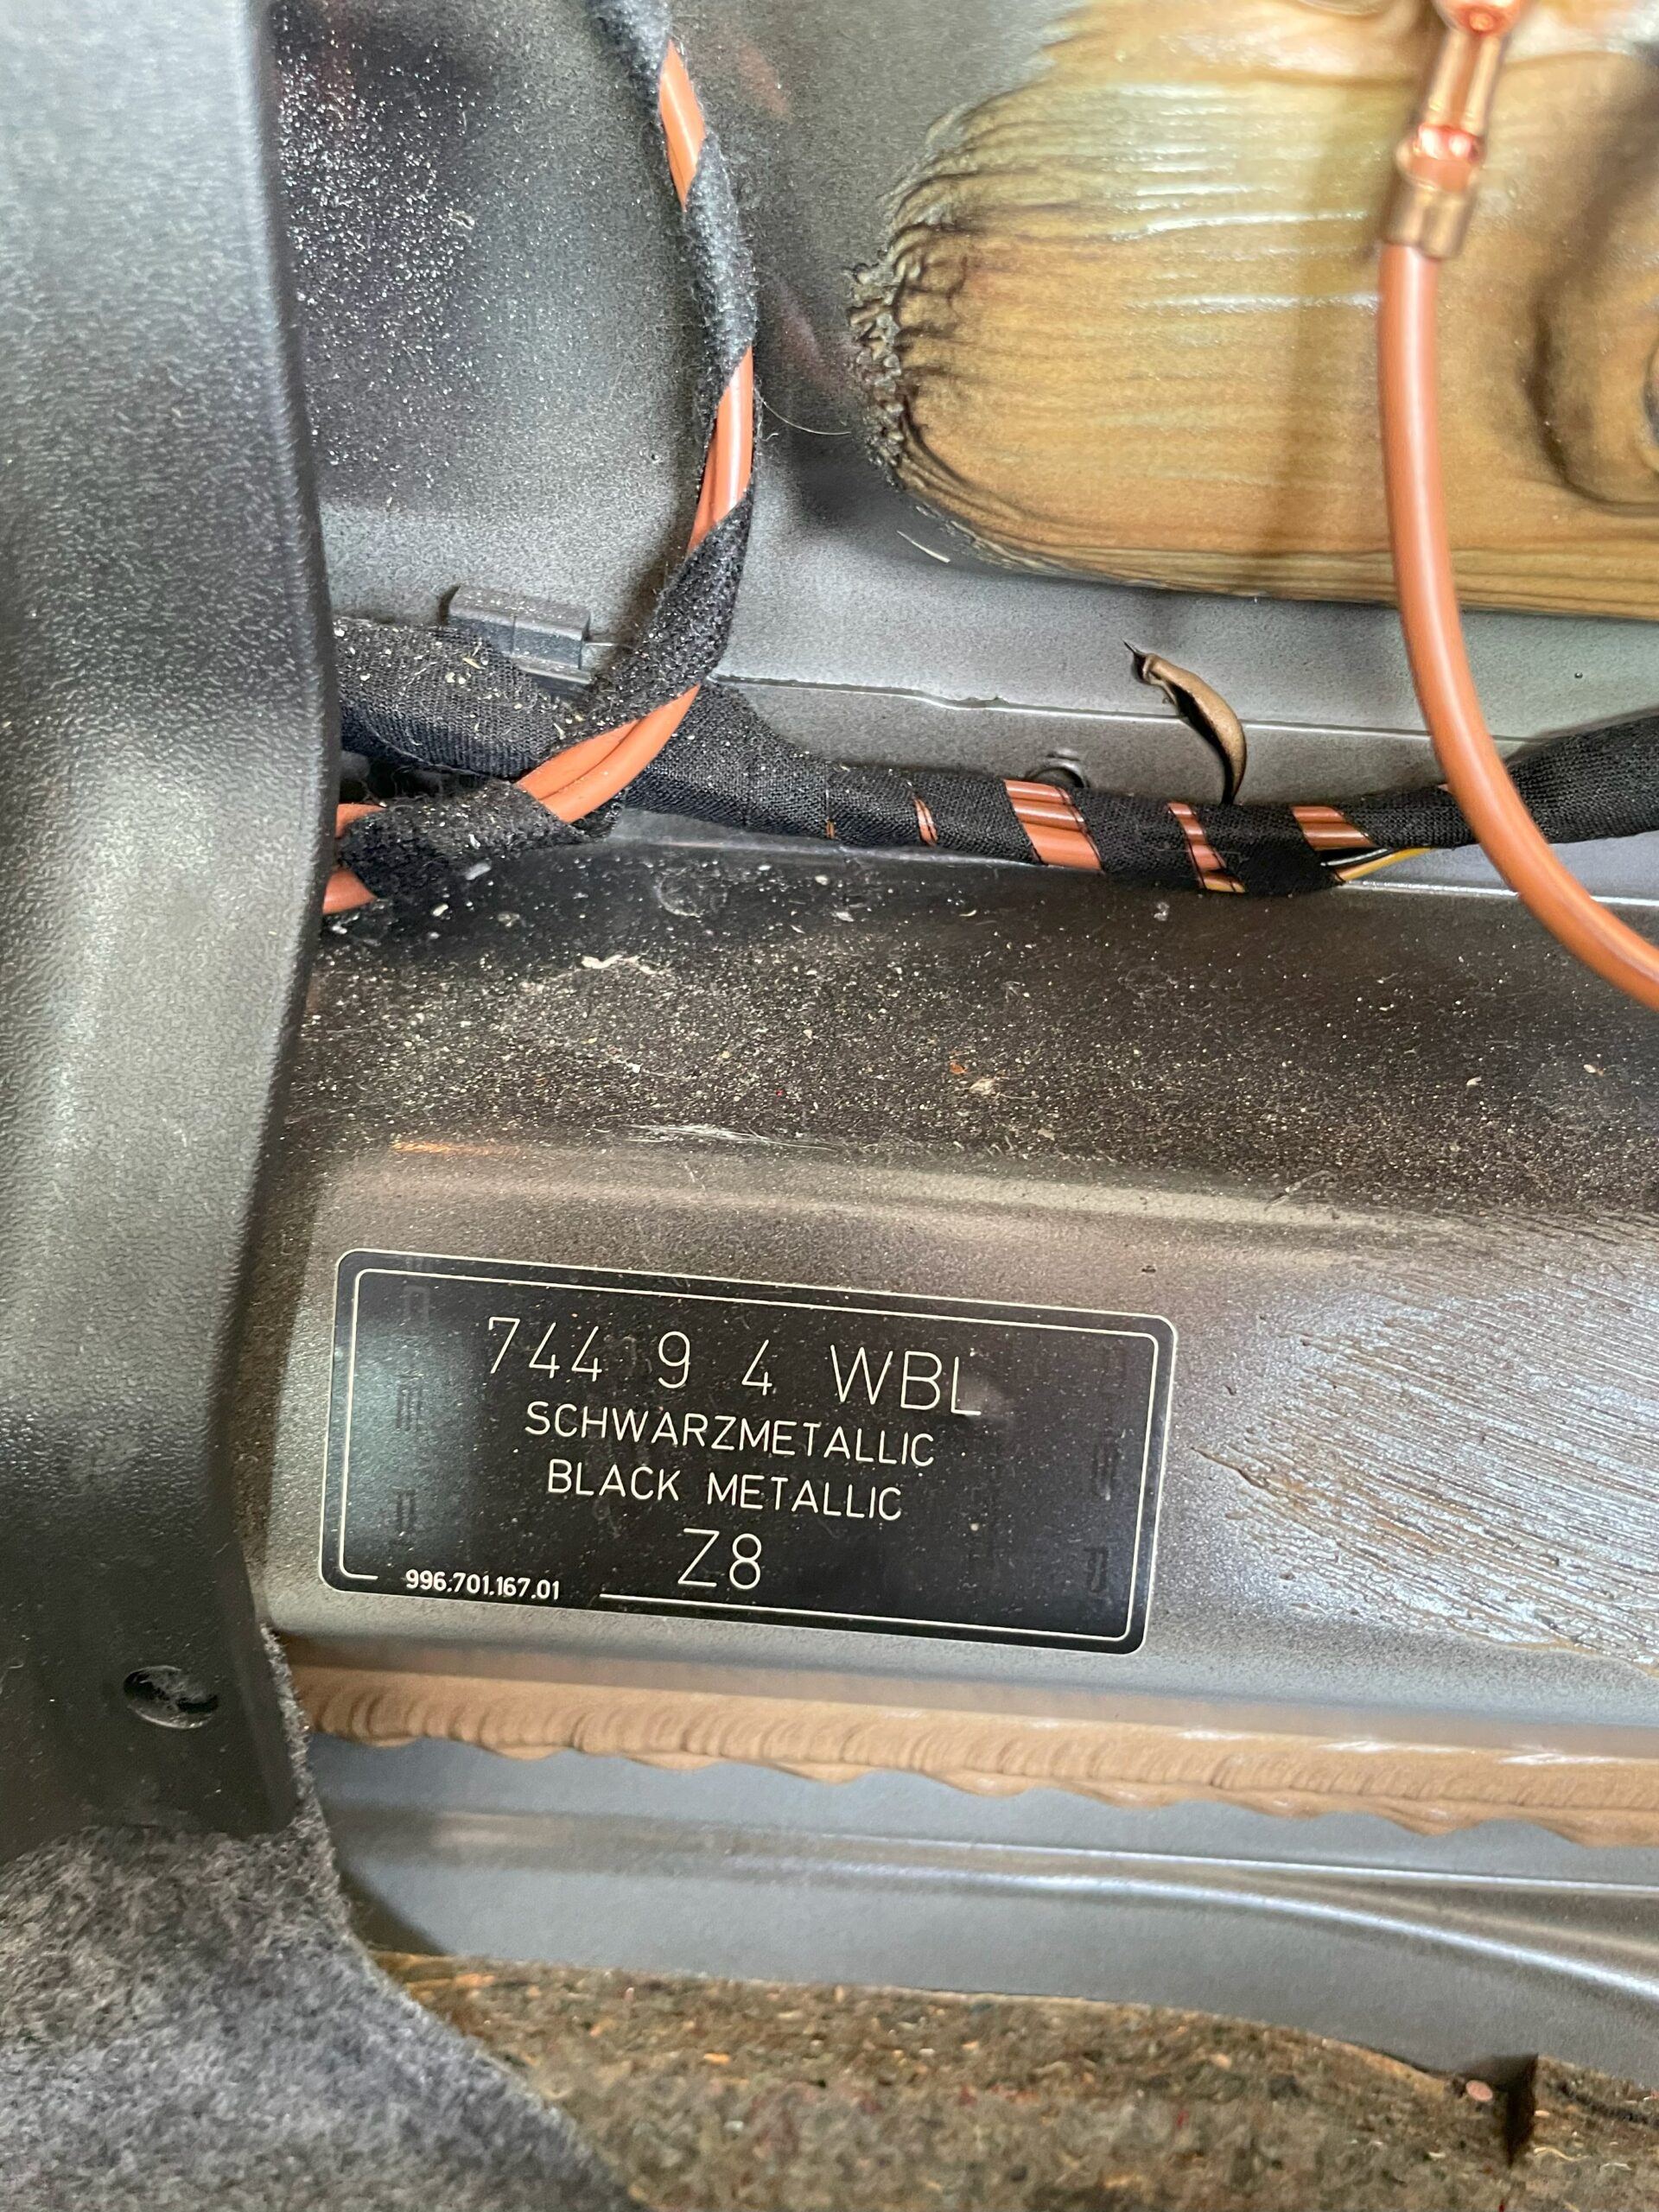 744 9 4 WBL
SCHWARZMETALLIC
BLACK METALLIC
Z8
996.701.167.01